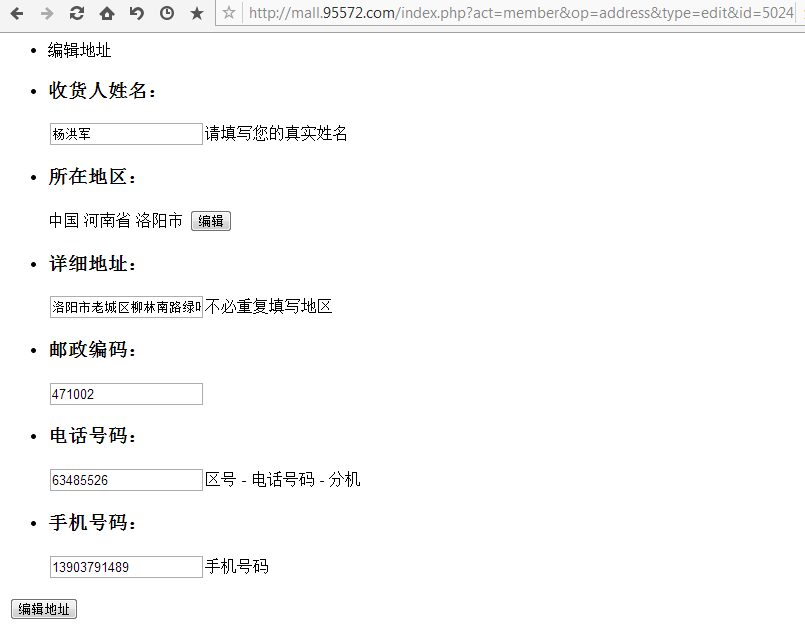 http://mall.95572.com/index.php?act=member&op=address&type=edit&id=5024
编辑地址
收货人姓名：
杨洪军 请填写您的真实姓名
所在地区：
中国 河南省 洛阳市 编辑
详细地址：
洛阳市老城区柳林南路绿 不必重复填写地区
邮政编码：
471002
电话号码：
63485526 区号 - 电话号码 - 分机
手机号码：
13903791489 手机号码
编辑地址